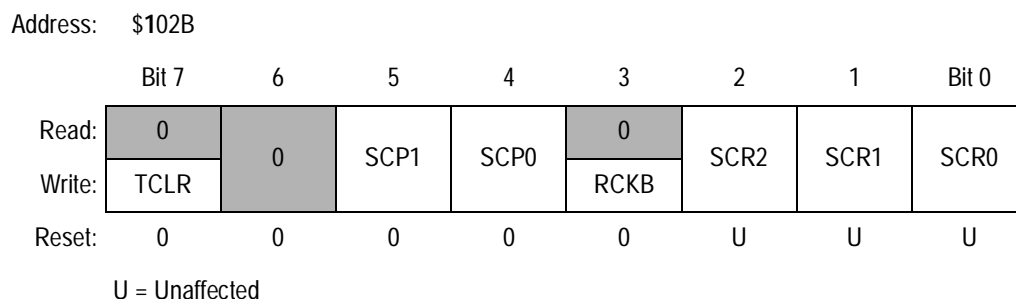 Address: $102B
Bit 7 6 5 4 3 2 1 Bit 0
Read: 0 0 SCP1 SCP0 0 SCR2 SCR1 SCR0
Write: TCLR RCKB
Reset: 0 0 0 0 0 U U U
U = Unaffected